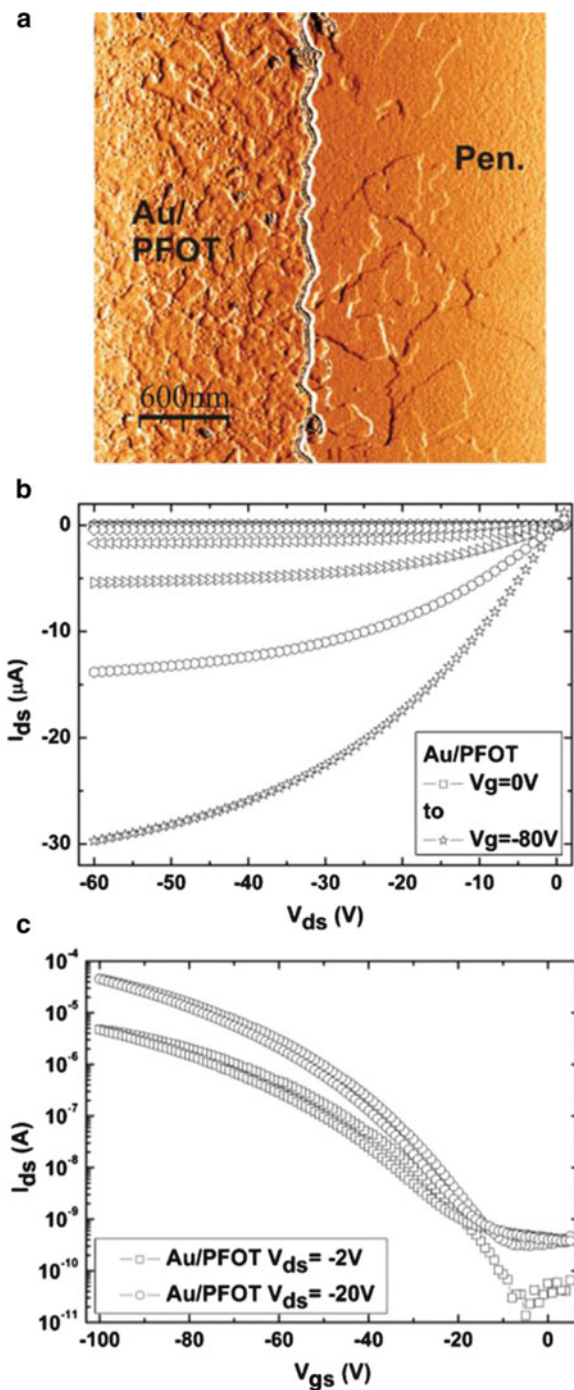 a
Au/
PFOT
Pen.
600nm
b
0
-5
-10
-15
-20
-25
-30
Ids (µA)
Au/PFOT
Vg=0V
to
Vg=-80V
-60 -50 -40 -30 -20 -10 0
Vds (V)
c
10-4
10-5
10-6
10-7
10-8
10-9
10-10
10-11
Ids (A)
Au/PFOT Vds= -2V
Au/PFOT Vds= -20V
-100 -80 -60 -40 -20 0
Vgs (V)